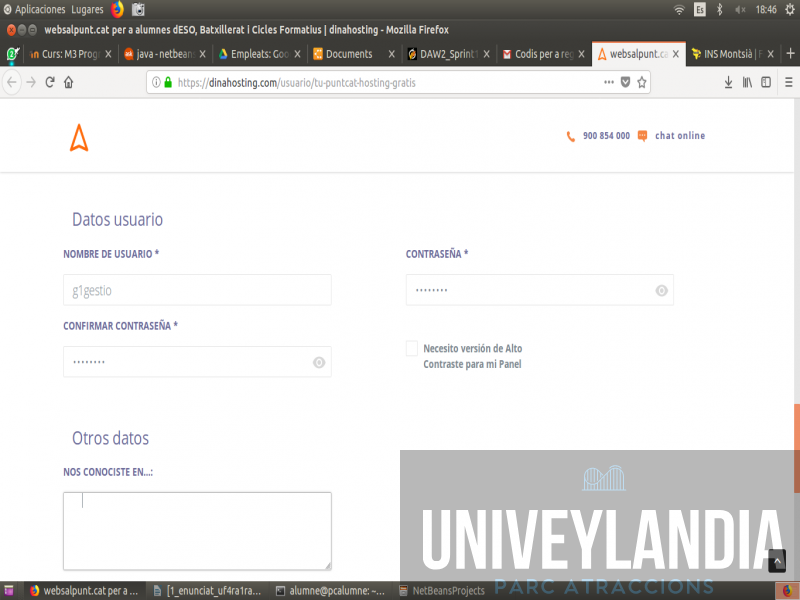 Aplicaciones Lugares Es 18:46
websalpunt.cat per a alumnes dESO, Batxillerat i Cicles Formatius | dinahosting - Mozilla Firefox
Curs: M3 Prog java - netbean Empleats: Goo Documents DAW2_Sprint1 Codis per a reg websalpunt.ca INS Montsià | F
https://dinahosting.com/usuario/tu-puntcat-hosting-gratis
900 854 000 chat online
Datos usuario
NOMBRE DE USUARIO * CONTRASEÑA *
g1gestio ········
CONFIRMAR CONTRASEÑA *
········
Necesito versión de Alto
Contraste para mi Panel
Otros datos
NOS CONOCISTE EN...:
UNIVEYLANDIA
PARC ATRACCIONS
websalpunt.cat per a ... [1_enunciat_uf4ra1ra... alumne@pcalumne: ~... NetBeansProjects